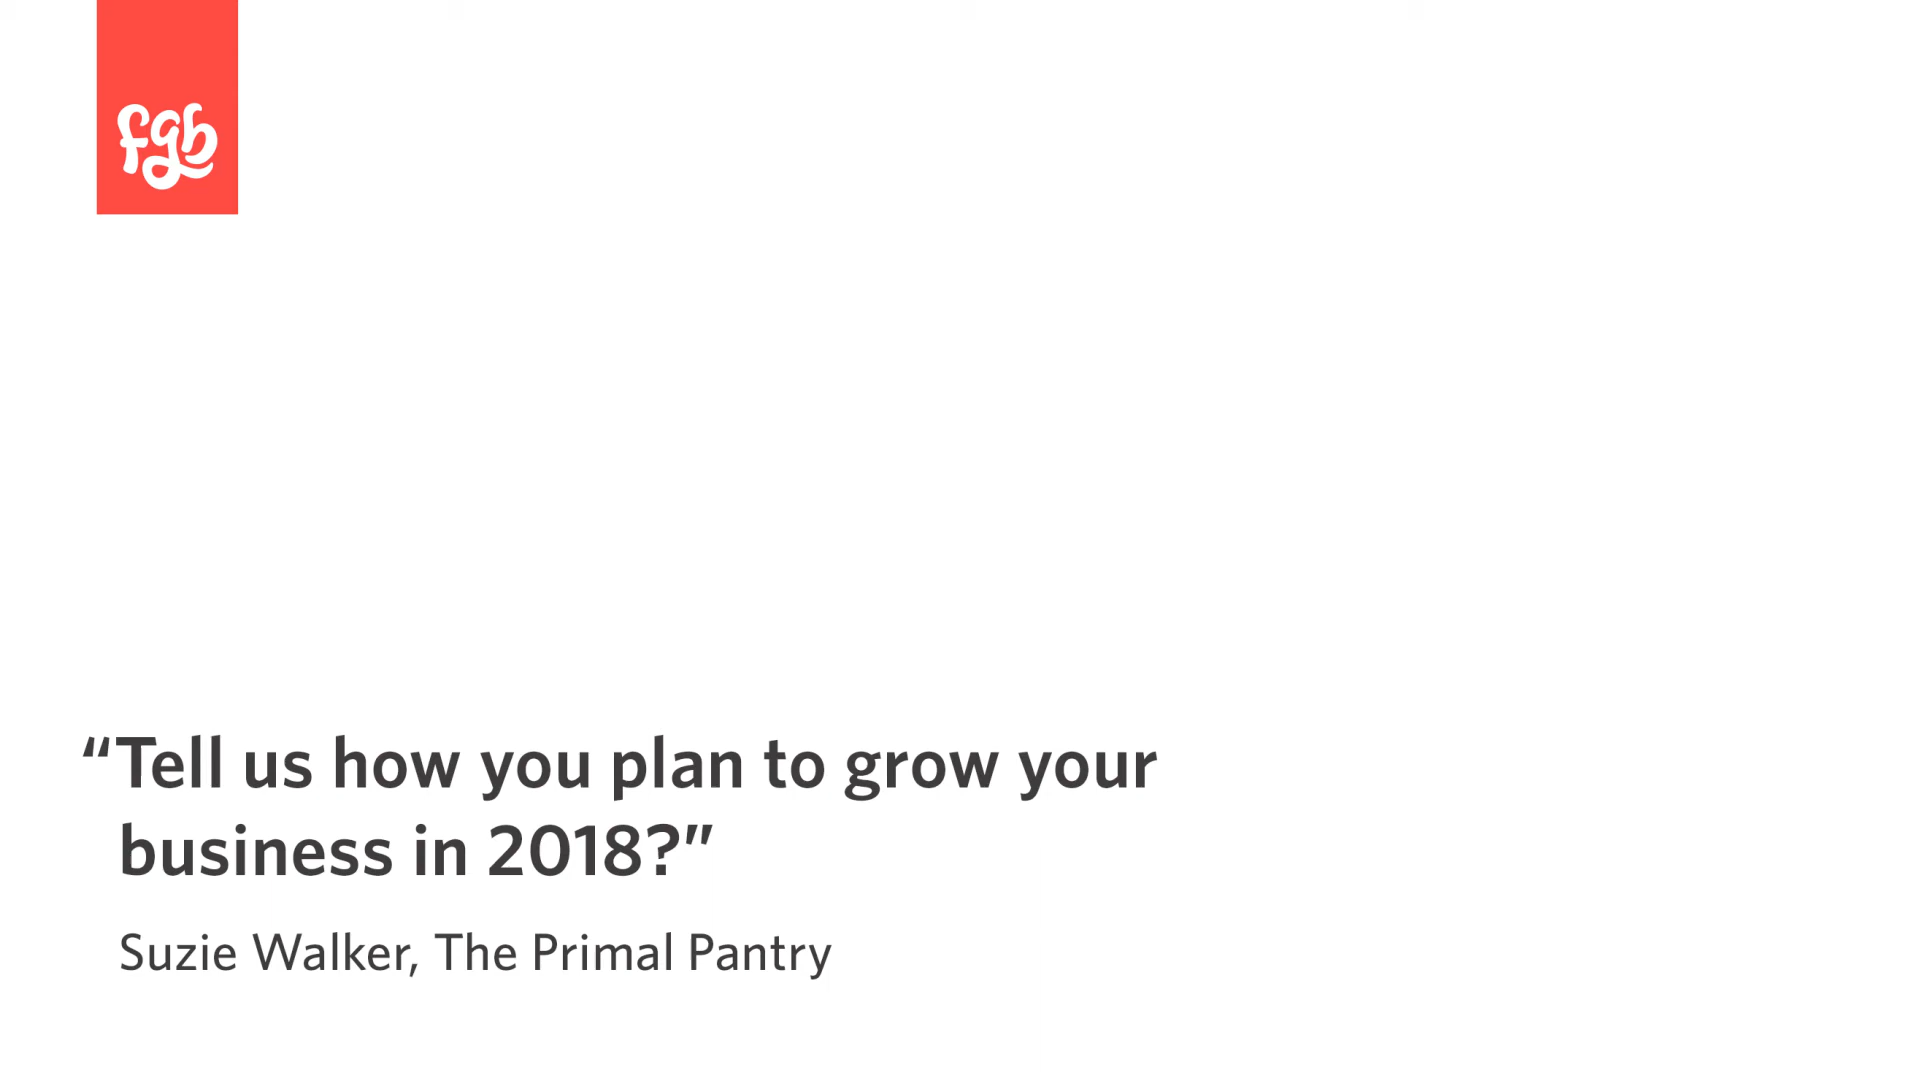 fgb
“Tell us how you plan to grow your
business in 2018?”
Suzie Walker, The Primal Pantry